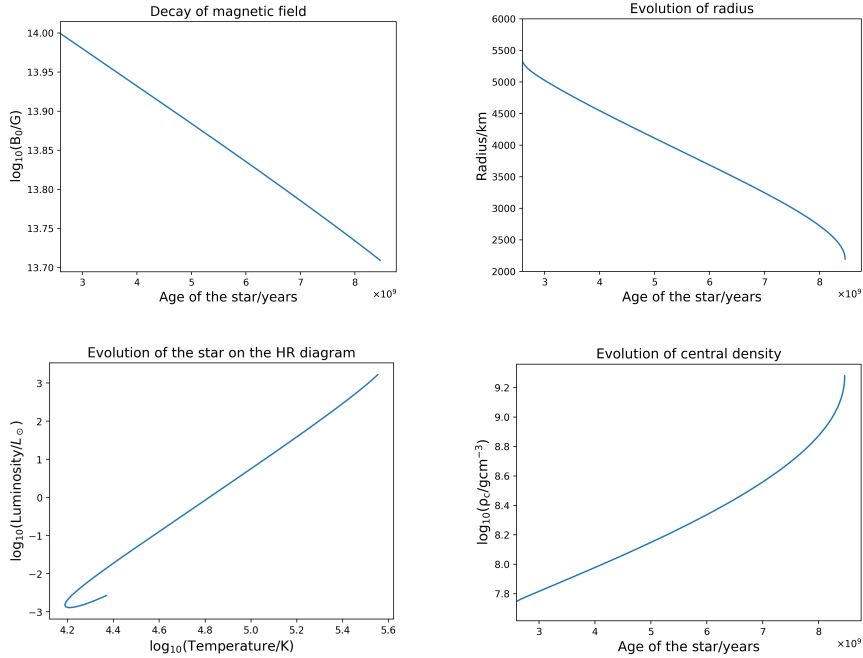 Decay of magnetic field
log₁₀(B₀/G)
14.00
13.95
13.90
13.85
13.80
13.75
13.70
3 4 5 6 7 8
×10⁹
Age of the star/years
Evolution of radius
Radius/km
6000
5500
5000
4500
4000
3500
3000
2500
2000
3 4 5 6 7 8
×10⁹
Age of the star/years
Evolution of the star on the HR diagram
log₁₀(Luminosity/L☉)
3
2
1
0
−1
−2
−3
4.2 4.4 4.6 4.8 5.0 5.2 5.4 5.6
log₁₀(Temperature/K)
Evolution of central density
log₁₀(ρc/gcm⁻³)
9.2
9.0
8.8
8.6
8.4
8.2
8.0
7.8
3 4 5 6 7 8
×10⁹
Age of the star/years